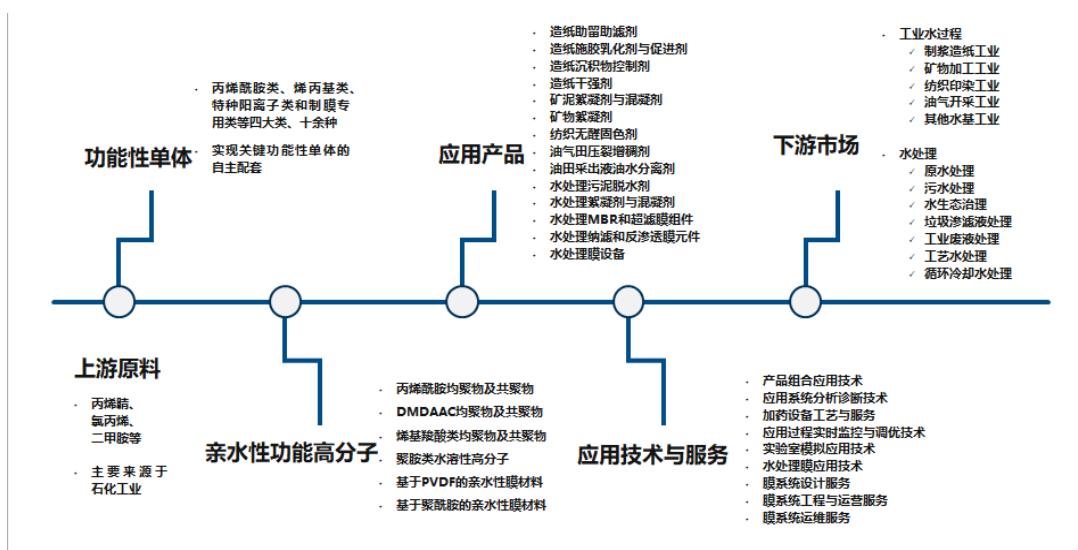 功能性单体
· 丙烯酰胺类、烯丙基类、
特种阳离子类和制膜专
用类等四大类、十余种
· 实现关键功能性单体的
自主配套
应用产品
· 造纸助留助滤剂
· 造纸施胶乳化剂与促进剂
· 造纸沉积物控制剂
· 造纸干强剂
· 矿泥絮凝剂与混凝剂
· 矿物絮凝剂
· 纺织无醛固色剂
· 油气田压裂增稠剂
· 油田采出液油水分离剂
· 水处理污泥脱水剂
· 水处理絮凝剂与混凝剂
· 水处理MBR和超滤膜组件
· 水处理纳滤和反渗透膜元件
· 水处理膜设备
下游市场
· 工业水过程
✓ 制浆造纸工业
✓ 矿物加工工业
✓ 纺织印染工业
✓ 油气开采工业
✓ 其他水基工业
· 水处理
✓ 原水处理
✓ 污水处理
✓ 水生态治理
✓ 垃圾渗滤液处理
✓ 工业废液处理
✓ 工艺水处理
✓ 循环冷却水处理
上游原料
· 丙烯腈、
氯丙烯、
二甲胺等
· 主要来源于
石化工业
亲水性功能高分子
· 丙烯酰胺均聚物及共聚物
· DMDAAC均聚物及共聚物
· 烯基羧酸类均聚物及共聚物
· 聚胺类水溶性高分子
· 基于PVDF的亲水性膜材料
· 基于聚酰胺的亲水性膜材料
应用技术与服务
· 产品组合应用技术
· 应用系统分析诊断技术
· 加药设备工艺与服务
· 应用过程实时监控与调优技术
· 实验室模拟应用技术
· 水处理膜应用技术
· 膜系统设计服务
· 膜系统工程与运营服务
· 膜系统运维服务